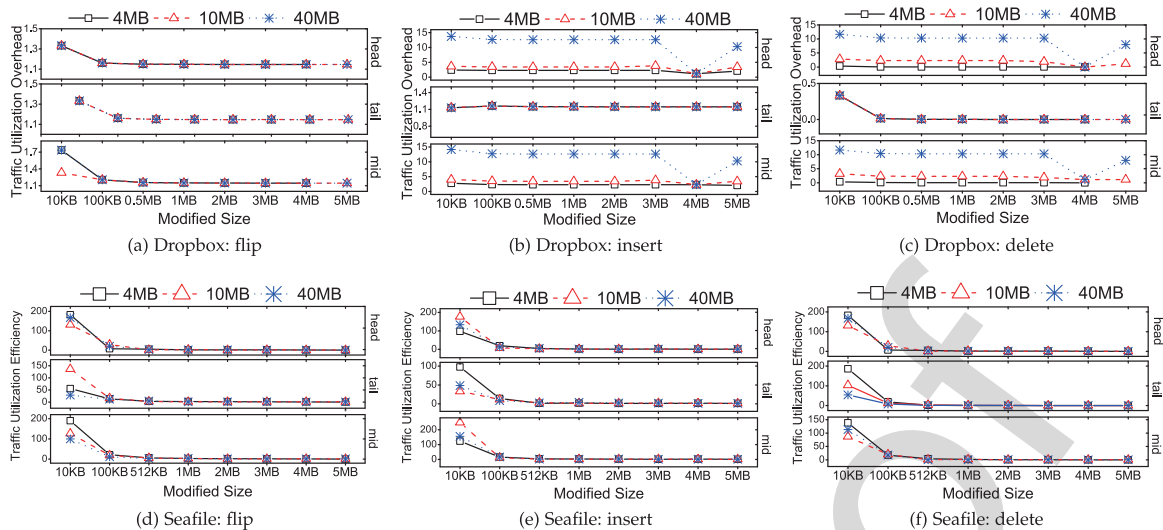 4MB 10MB 40MB
Traffic Utilization Overhead
1.5
1.3
1.1
head
1.5
1.3
1.1
tail
1.7
1.4
1.1
mid
10KB 100KB 0.5MB 1MB 2MB 3MB 4MB 5MB
Modified Size
(a) Dropbox: flip
4MB 10MB 40MB
Traffic Utilization Overhead
15
10
5
0
head
1.4
1.1
0.8
tail
15
10
5
0
mid
10KB 100KB 0.5MB 1MB 2MB 3MB 4MB 5MB
Modified Size
(b) Dropbox: insert
4MB 10MB 40MB
Traffic Utilization Overhead
15
10
5
0
head
0.5
0.0
tail
15
10
5
0
mid
10KB 100KB 0.5MB 1MB 2MB 3MB 4MB 5MB
Modified Size
(c) Dropbox: delete
4MB 10MB 40MB
Traffic Utilization Efficiency
200
100
0
head
150
100
50
0
tail
200
100
0
mid
10KB 100KB 512KB 1MB 2MB 3MB 4MB 5MB
Modified Size
(d) Seafile: flip
4MB 10MB 40MB
Traffic Utilization Efficiency
200
100
0
head
100
50
0
tail
200
100
0
mid
10KB 100KB 512KB 1MB 2MB 3MB 4MB 5MB
Modified Size
(e) Seafile: insert
4MB 10MB 40MB
Traffic Utilization Efficiency
200
100
0
head
200
100
0
tail
150
100
50
0
mid
10KB 100KB 512KB 1MB 2MB 3MB 4MB 5MB
Modified Size
(f) Seafile: delete